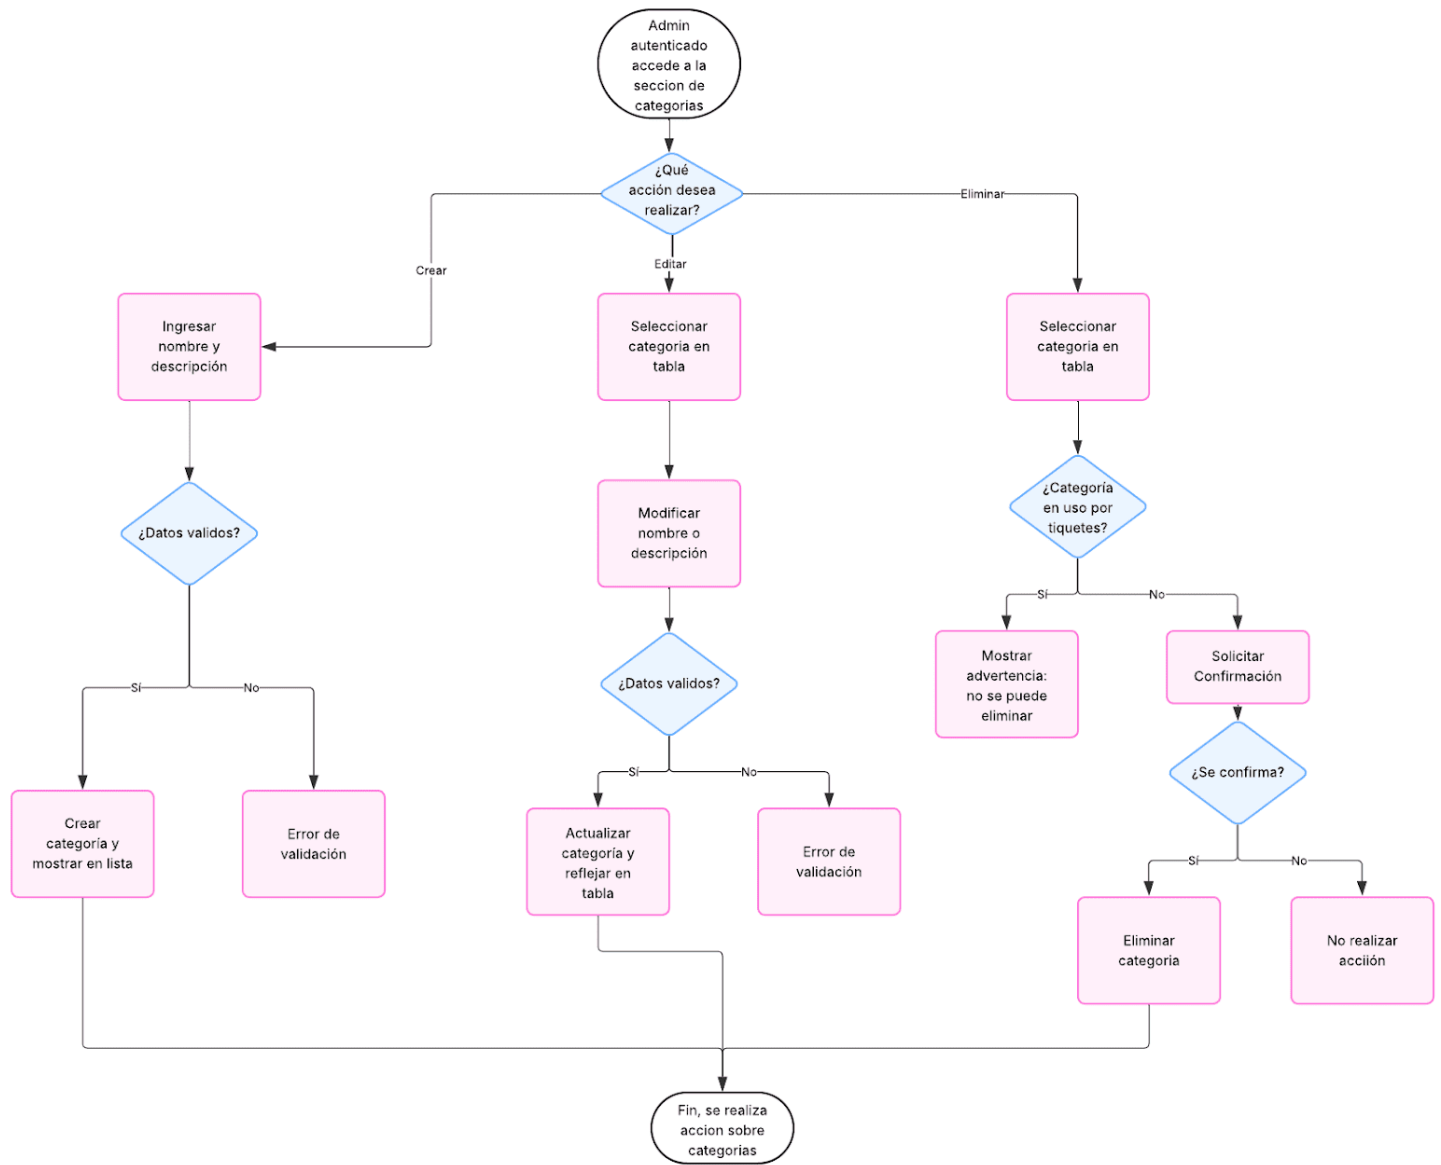 Admin
autenticado
accede a la
seccion de
categorias
¿Qué
acción desea
realizar?
Crear
Editar
Eliminar
Ingresar
nombre y
descripción
Seleccionar
categoria en
tabla
Seleccionar
categoria en
tabla
¿Datos validos?
Modificar
nombre o
descripción
¿Categoría
en uso por
tiquetes?
Sí
No
Sí
No
Mostrar
advertencia:
no se puede
eliminar
Solicitar
Confirmación
¿Datos validos?
¿Se confirma?
Sí
No
Crear
categoría y
mostrar en lista
Error de
validación
Actualizar
categoría y
reflejar en
tabla
Error de
validación
Sí
No
Eliminar
categoria
No realizar
acciión
Fin, se realiza
accion sobre
categorias